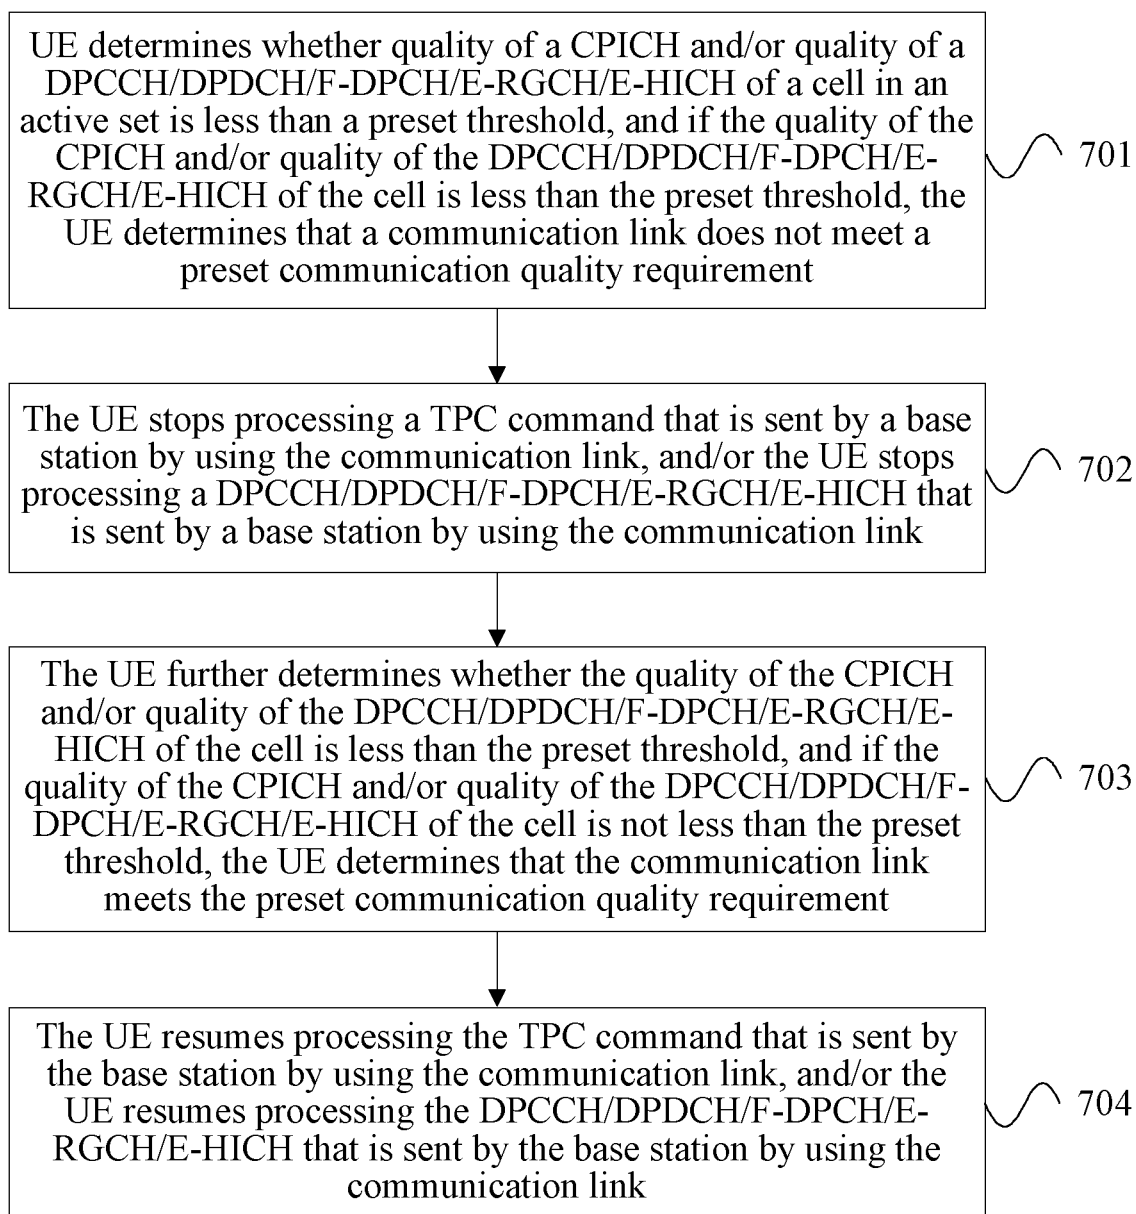 UE determines whether quality of a CPICH and/or quality of a
DPCCH/DPDCH/F-DPCH/E-RGCH/E-HICH of a cell in an
active set is less than a preset threshold, and if the quality of the
CPICH and/or quality of the DPCCH/DPDCH/F-DPCH/E-
RGCH/E-HICH of the cell is less than the preset threshold, the
UE determines that a communication link does not meet a
preset communication quality requirement
701
The UE stops processing a TPC command that is sent by a base
station by using the communication link, and/or the UE stops
processing a DPCCH/DPDCH/F-DPCH/E-RGCH/E-HICH that
is sent by a base station by using the communication link
702
The UE further determines whether the quality of the CPICH
and/or quality of the DPCCH/DPDCH/F-DPCH/E-RGCH/E-
HICH of the cell is less than the preset threshold, and if the
quality of the CPICH and/or quality of the DPCCH/DPDCH/F-
DPCH/E-RGCH/E-HICH of the cell is not less than the preset
threshold, the UE determines that the communication link
meets the preset communication quality requirement
703
The UE resumes processing the TPC command that is sent by
the base station by using the communication link, and/or the
UE resumes processing the DPCCH/DPDCH/F-DPCH/E-
RGCH/E-HICH that is sent by the base station by using the
communication link
704